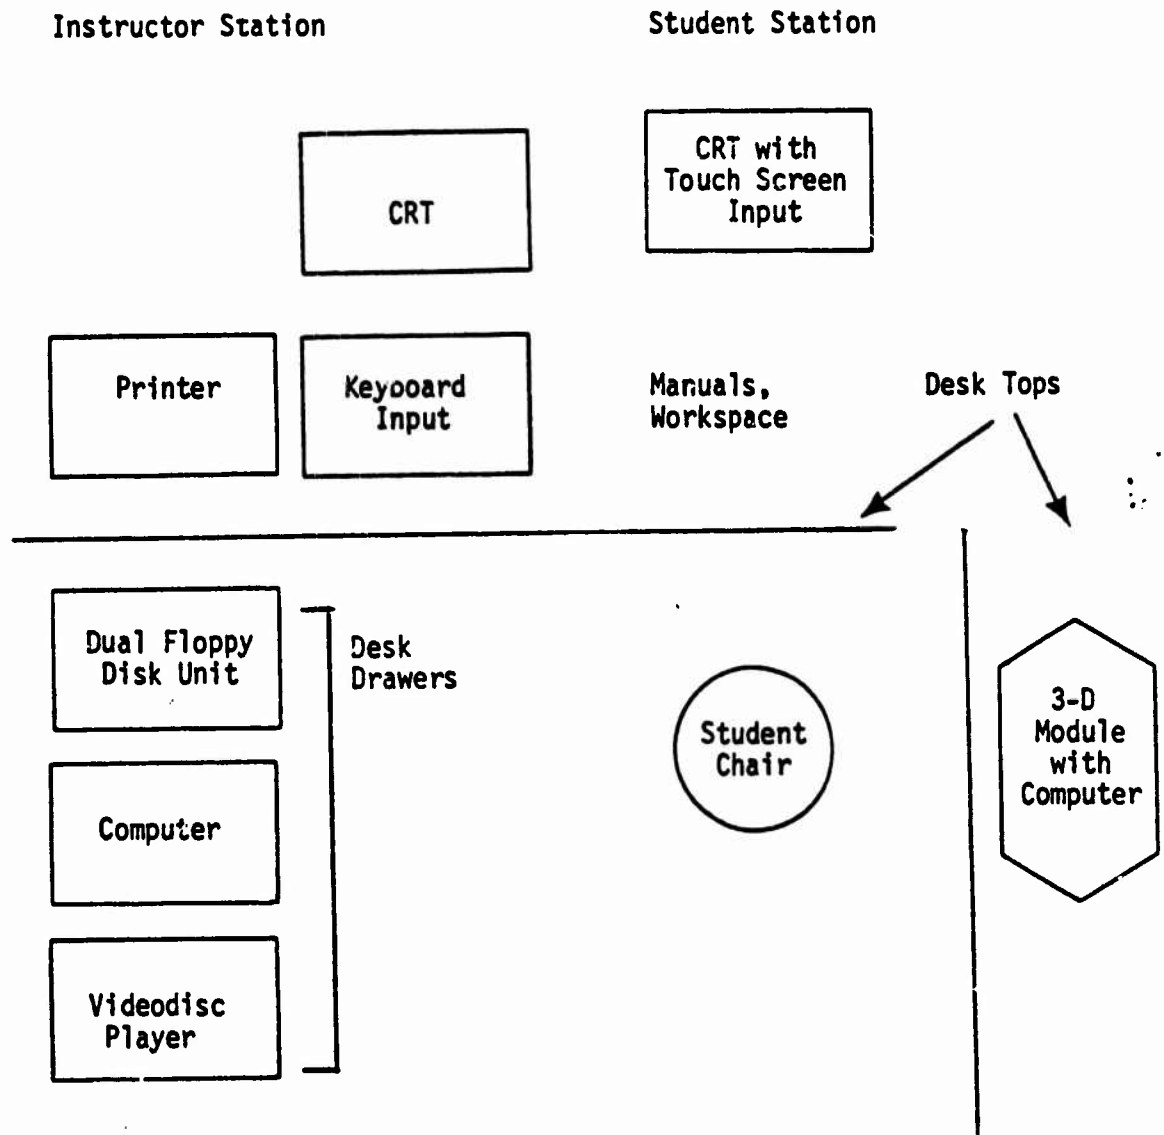 Instructor Station
Student Station
CRT
CRT with
Touch Screen
Input
Printer
Keyboard
Input
Manuals,
Workspace
Desk Tops
Dual Floppy
Disk Unit
Desk
Drawers
Computer
Videodisc
Player
Student
Chair
3-D
Module
with
Computer